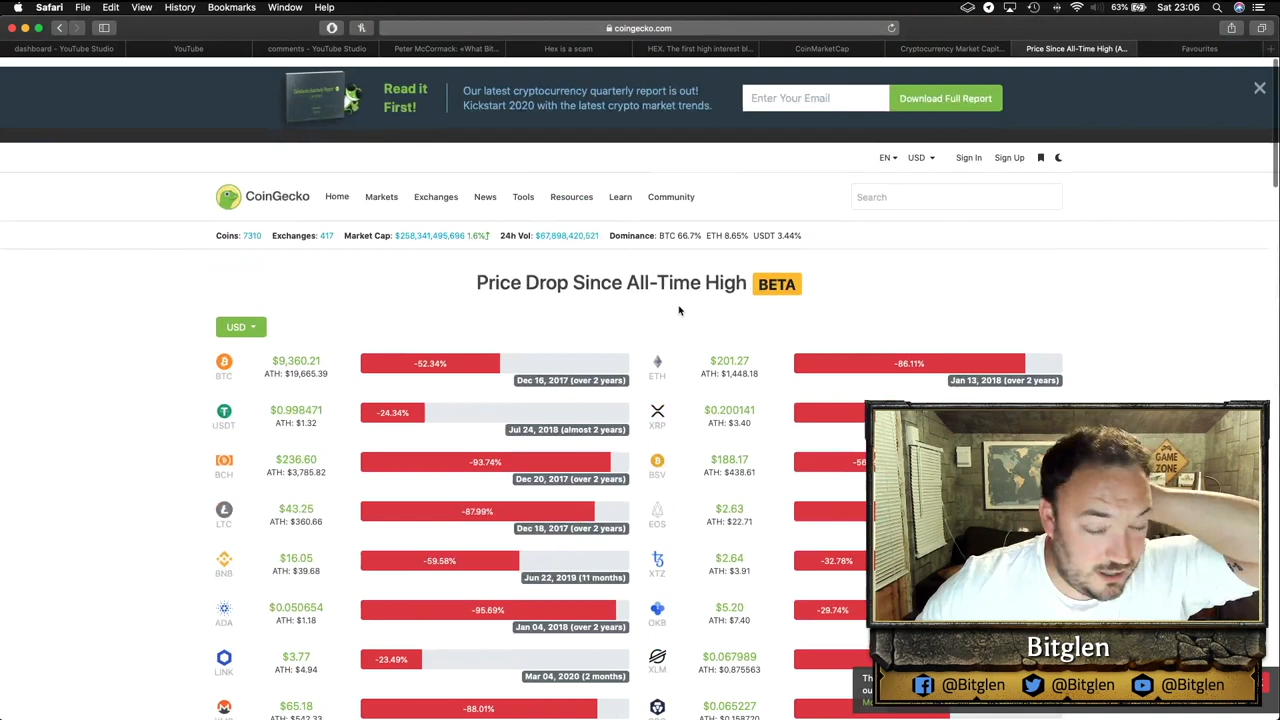 Safari File Edit View History Bookmarks Window Help
63% Sat 23:06
coingecko.com
dashboard - YouTube Studio YouTube comments - YouTube Studio Peter McCormack: «What Bit... Hex is a scam HEX. The first high interest bl... CoinMarketCap Cryptocurrency Market Capit... Price Since All-Time High (A... Favourites
Read it
First!
Our latest cryptocurrency quarterly report is out!
Kickstart 2020 with the latest crypto market trends.
Enter Your Email
Download Full Report
EN USD Sign In Sign Up
CoinGecko Home Markets Exchanges News Tools Resources Learn Community
Search
Coins: 7310 Exchanges: 417 Market Cap: $258,341,495,696 1.6% 24h Vol: $67,898,420,521 Dominance: BTC 66.7% ETH 8.65% USDT 3.44%
Price Drop Since All-Time High BETA
USD
BTC
$9,360.21
ATH: $19,665.39
-52.34%
Dec 16, 2017 (over 2 years)
ETH
$201.27
ATH: $1,448.18
-86.11%
Jan 13, 2018 (over 2 years)
USDT
$0.998471
ATH: $1.32
-24.34%
Jul 24, 2018 (almost 2 years)
XRP
$0.200141
ATH: $3.40
BCH
$236.60
ATH: $3,785.82
-93.74%
Dec 20, 2017 (over 2 years)
BSV
$188.17
ATH: $438.61
-56
LTC
$43.25
ATH: $360.66
-87.99%
Dec 18, 2017 (over 2 years)
EOS
$2.63
ATH: $22.71
BNB
$16.05
ATH: $39.68
-59.58%
Jun 22, 2019 (11 months)
XTZ
$2.64
ATH: $3.91
-32.78%
ADA
$0.050654
ATH: $1.18
-95.69%
Jan 04, 2018 (over 2 years)
OKB
$5.20
ATH: $7.40
-29.74%
LINK
$3.77
ATH: $4.94
-23.49%
Mar 04, 2020 (2 months)
XLM
$0.067989
ATH: $0.875563
$65.18
ATH: $542.33
-88.01%
$0.065227
ATH: $0.158720
GAME
ZONE
Bitglen
@Bitglen @Bitglen @Bitglen